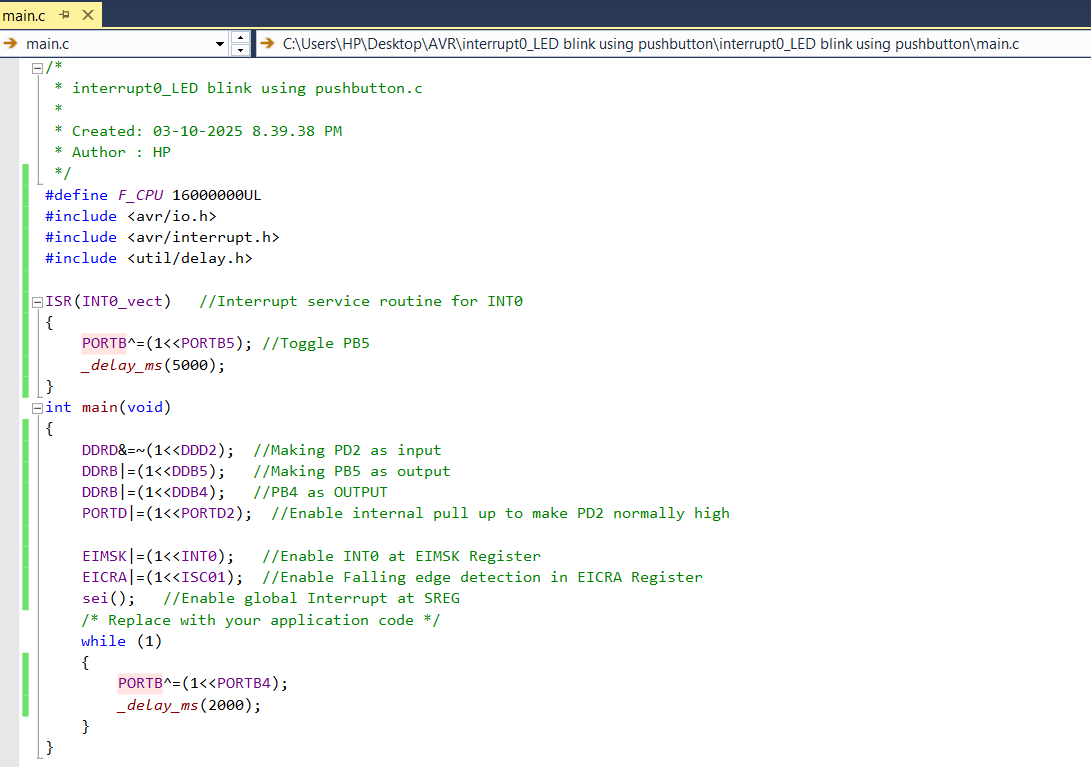 main.c
main.c
C:\Users\HP\Desktop\AVR\interrupt0_LED blink using pushbutton\interrupt0_LED blink using pushbutton\main.c
/*
* interrupt0_LED blink using pushbutton.c
*
* Created: 03-10-2025 8.39.38 PM
* Author : HP
*/
#define F_CPU 16000000UL
#include <avr/io.h>
#include <avr/interrupt.h>
#include <util/delay.h>
ISR(INT0_vect) //Interrupt service routine for INT0
{
PORTB^=(1<<PORTB5); //Toggle PB5
_delay_ms(5000);
}
int main(void)
{
DDRD&=~(1<<DDD2); //Making PD2 as input
DDRB|=(1<<DDB5); //Making PB5 as output
DDRB|=(1<<DDB4); //PB4 as OUTPUT
PORTD|=(1<<PORTD2); //Enable internal pull up to make PD2 normally high
EIMSK|=(1<<INT0); //Enable INT0 at EIMSK Register
EICRA|=(1<<ISC01); //Enable Falling edge detection in EICRA Register
sei(); //Enable global Interrupt at SREG
/* Replace with your application code */
while (1)
{
PORTB^=(1<<PORTB4);
_delay_ms(2000);
}
}